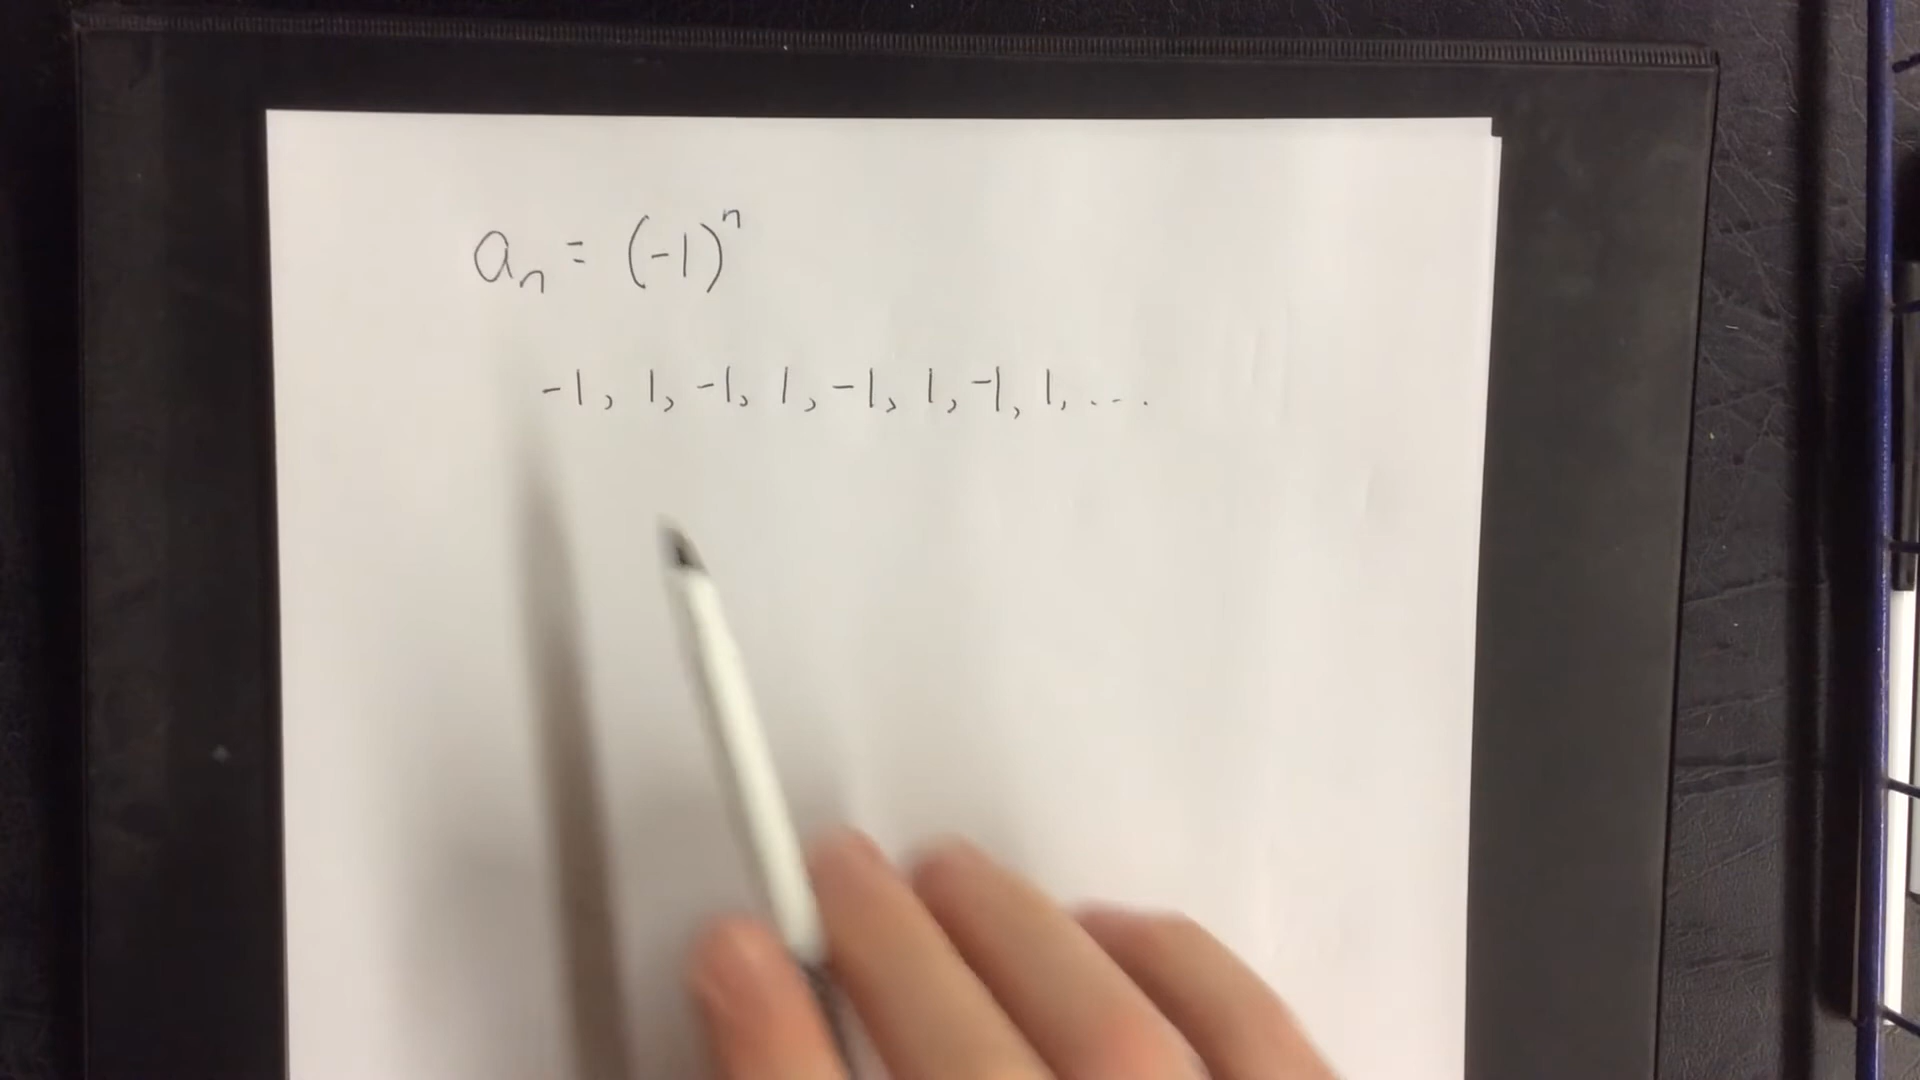 aₙ = (-1)ⁿ
-1, 1, -1, 1, -1, 1, -1, 1, ...